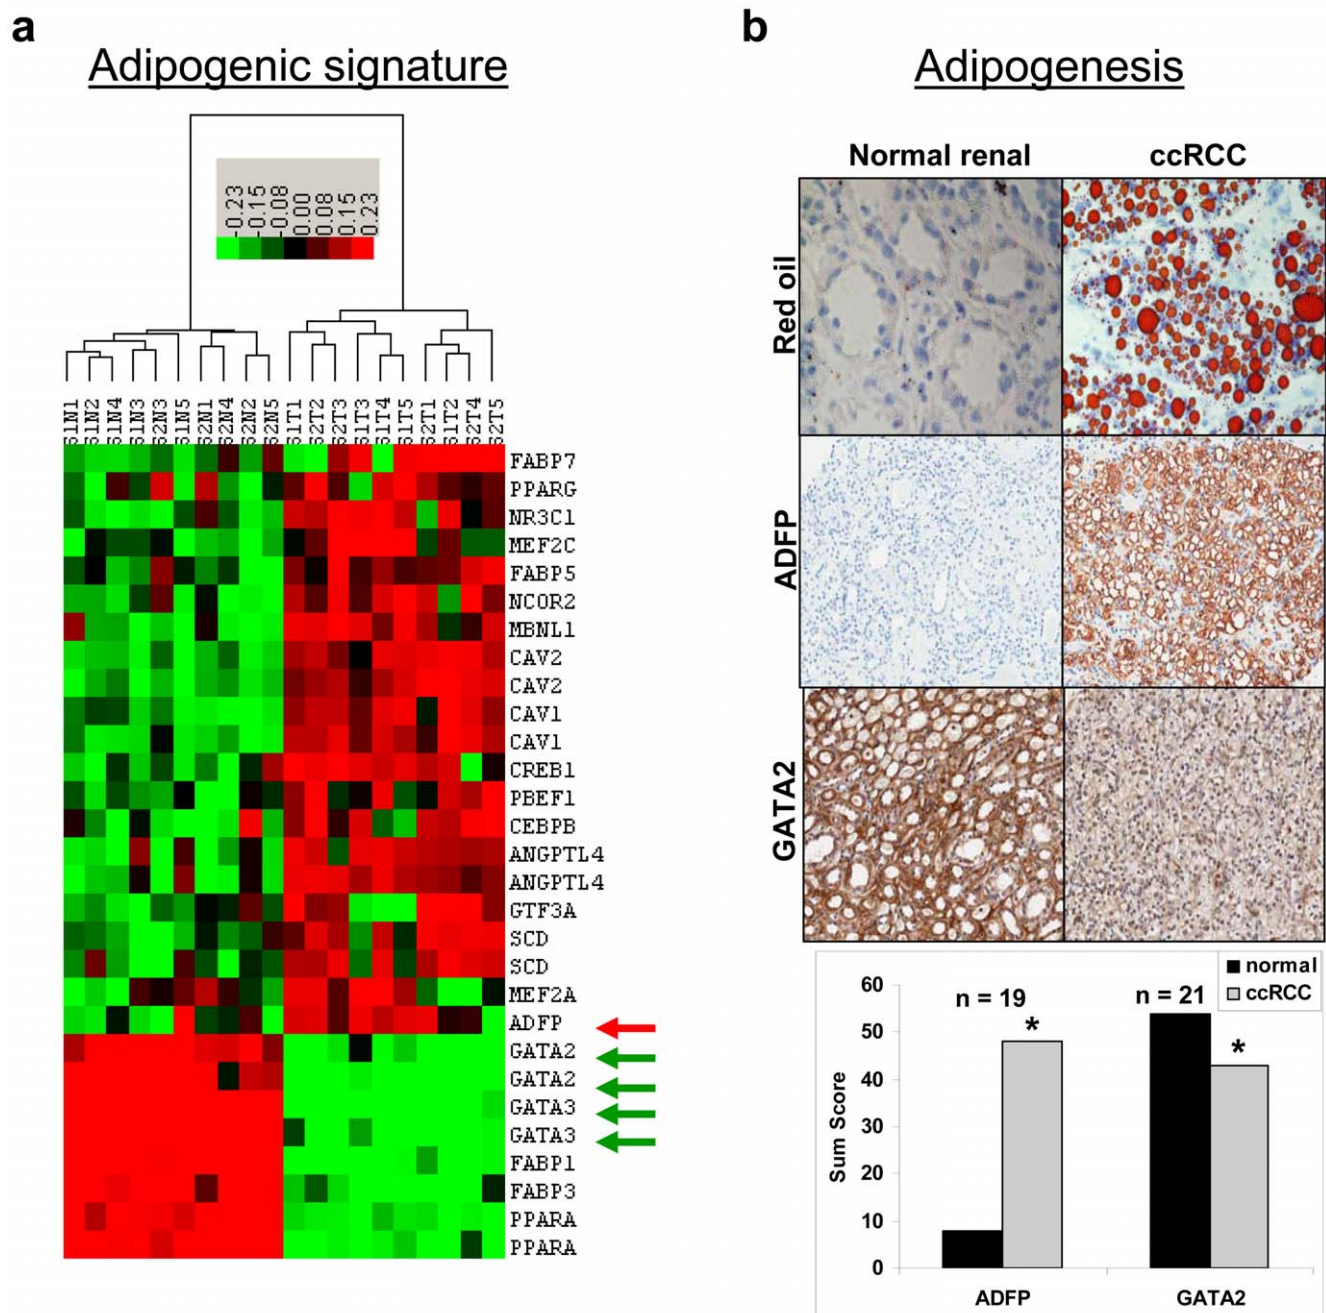 a
Adipogenic signature
-0.23
-0.15
-0.08
0.00
0.08
0.15
0.23
S1N1
S1N2
S1N4
S1N3
S2N3
S1N5
S2N1
S2N4
S2N2
S2N5
S1T1
S2T2
S2T3
S1T3
S1T4
S1T5
S2T1
S1T2
S2T4
S2T5
FABP7
PPARG
NR3C1
MEF2C
FABP5
NCOR2
MBNL1
CAV2
CAV2
CAV1
CAV1
CREB1
PBEF1
CEBPB
ANGPTL4
ANGPTL4
GTF3A
SCD
SCD
MEF2A
ADFP
GATA2
GATA2
GATA3
GATA3
FABP1
FABP3
PPARA
PPARA
b
Adipogenesis
Normal renal
ccRCC
Red oil
ADFP
GATA2
normal
ccRCC
n = 19
n = 21
*
*
Sum Score
60
50
40
30
20
10
0
ADFP
GATA2